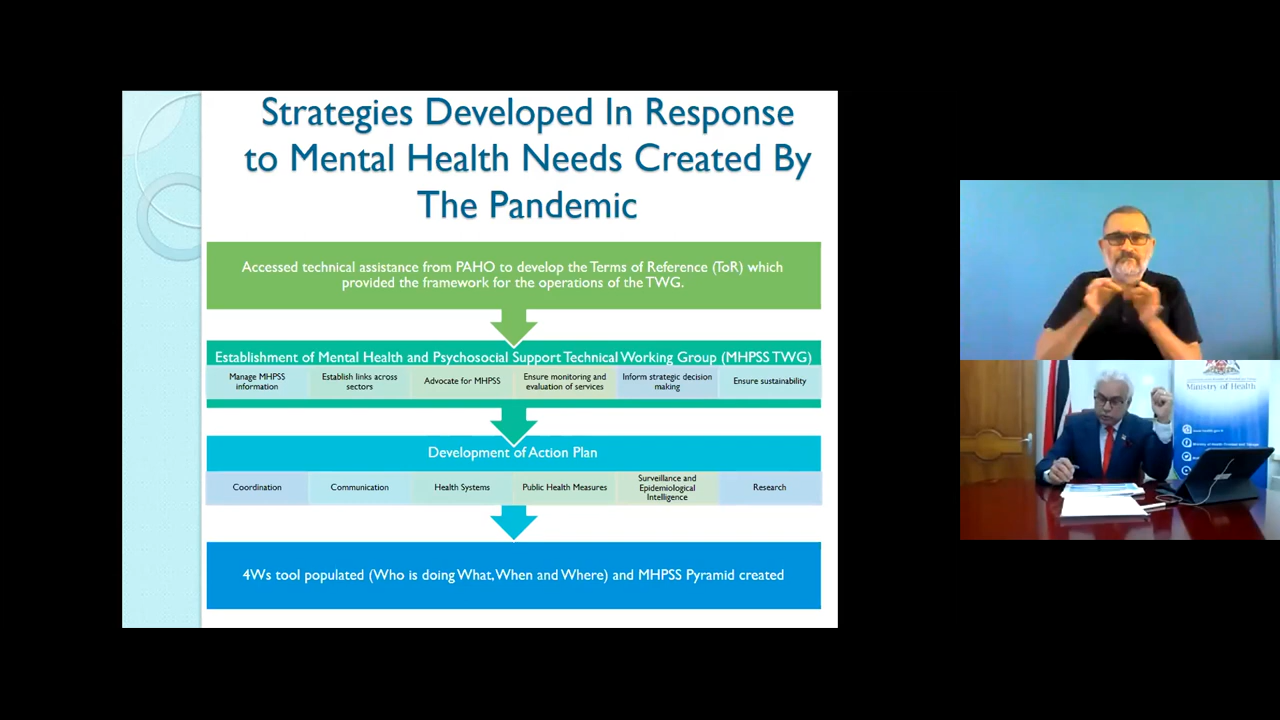 Strategies Developed In Response
to Mental Health Needs Created By
The Pandemic
Accessed technical assistance from PAHO to develop the Terms of Reference (ToR) which
provided the framework for the operations of the TWG.
Establishment of Mental Health and Psychosocial Support Technical Working Group (MHPSS TWG)
Manage MHPSS
information
Establish links across
sectors
Advocate for MHPSS
Ensure monitoring and
evaluation of services
Inform strategic decision
making
Ensure sustainability
Development of Action Plan
Coordination
Communication
Health Systems
Public Health Measures
Surveillance and
Epidemiological
Intelligence
Research
4Ws tool populated (Who is doing What, When and Where) and MHPSS Pyramid created
Ministry of Health